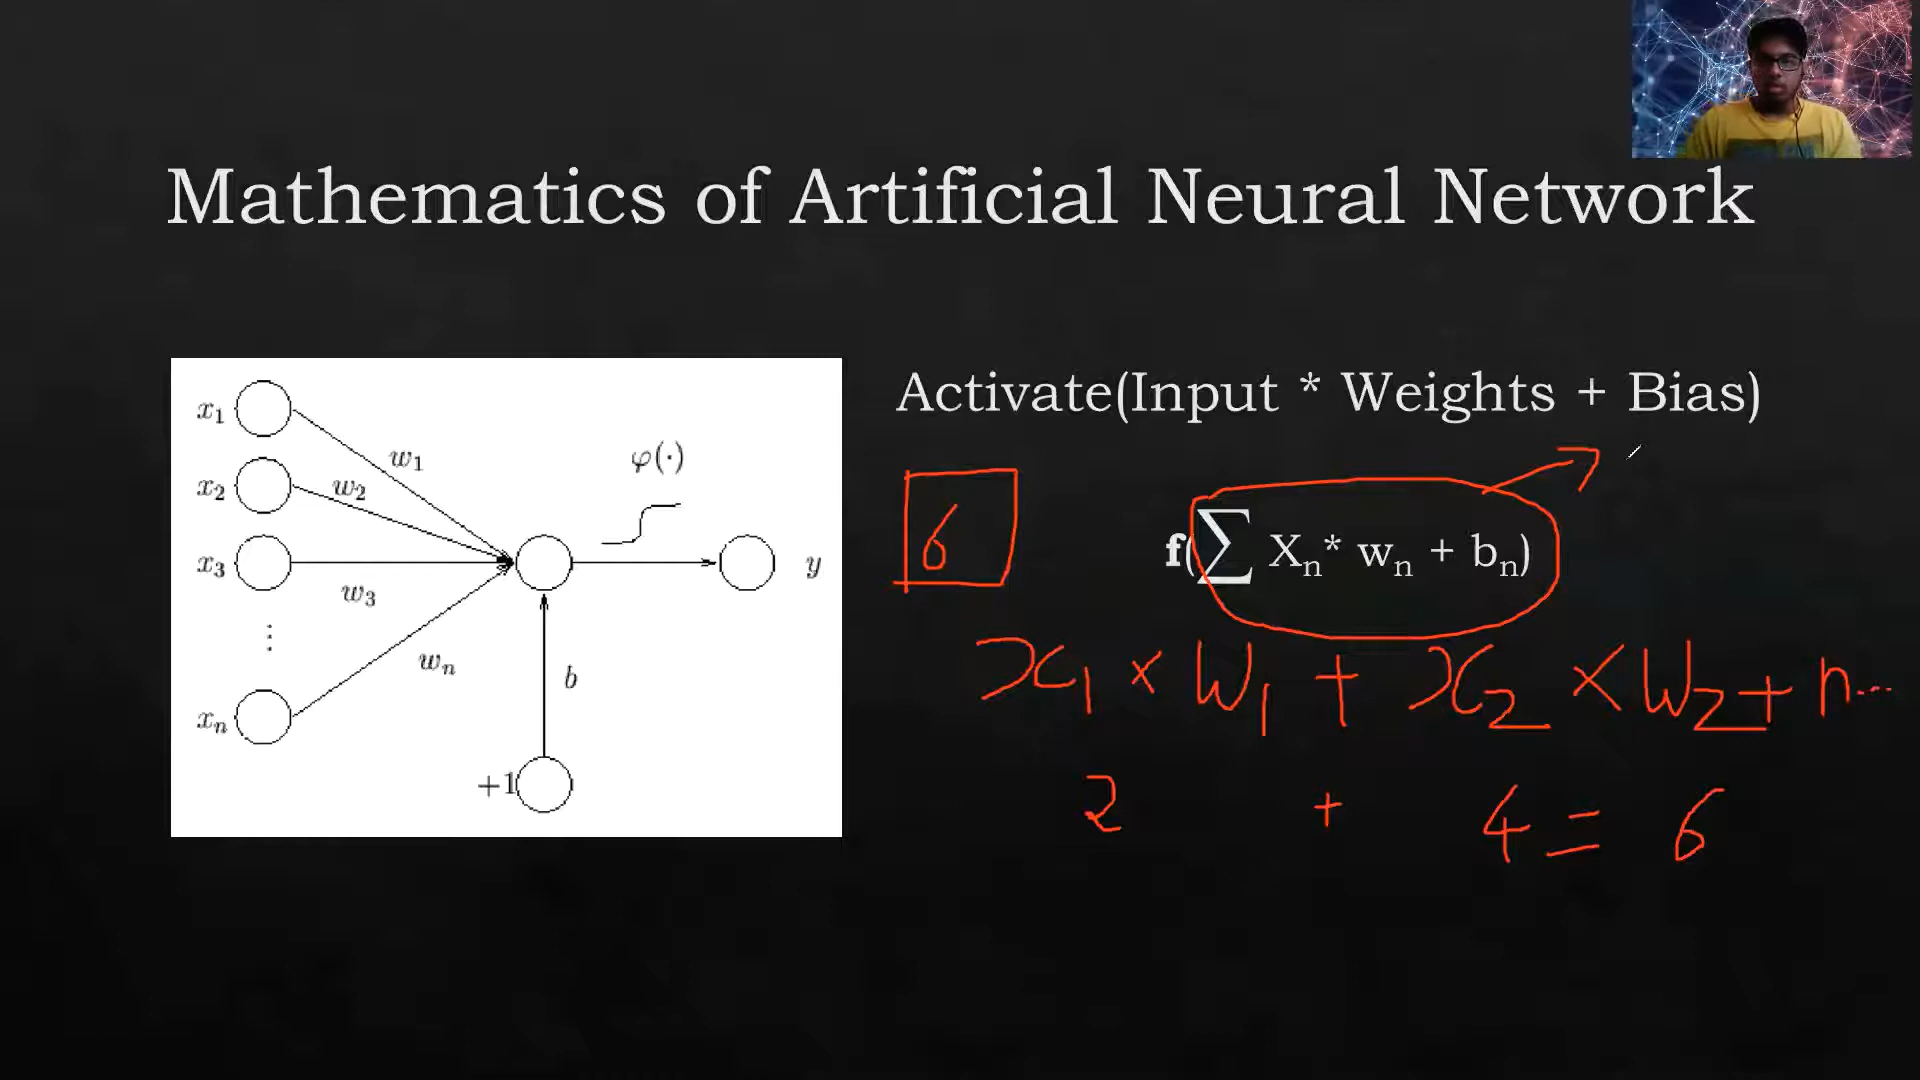 Mathematics of Artificial Neural Network
x1
x2
x3
⋮
xn
w1
w2
w3
wn
φ(·)
y
b
+1
Activate(Input * Weights + Bias)
6
f(∑ Xn* wn + bn)
x1 × W1 + x2 × W2 + n...
2 + 4 = 6